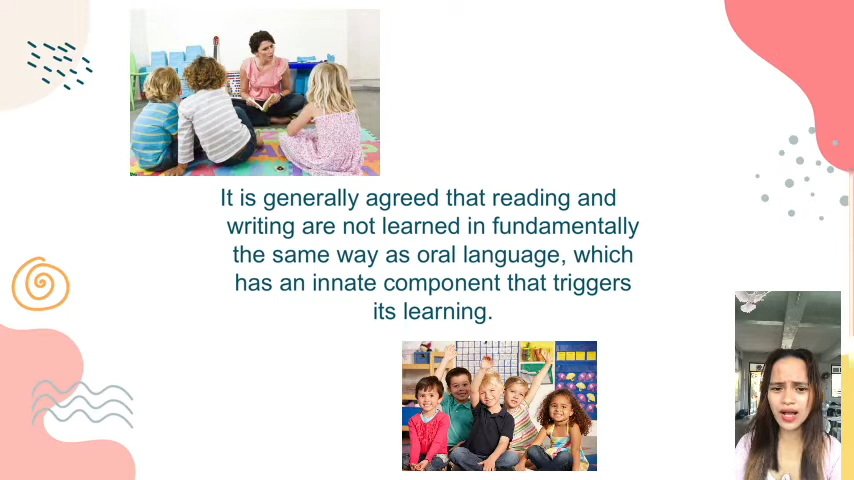 It is generally agreed that reading and
writing are not learned in fundamentally
the same way as oral language, which
has an innate component that triggers
its learning.